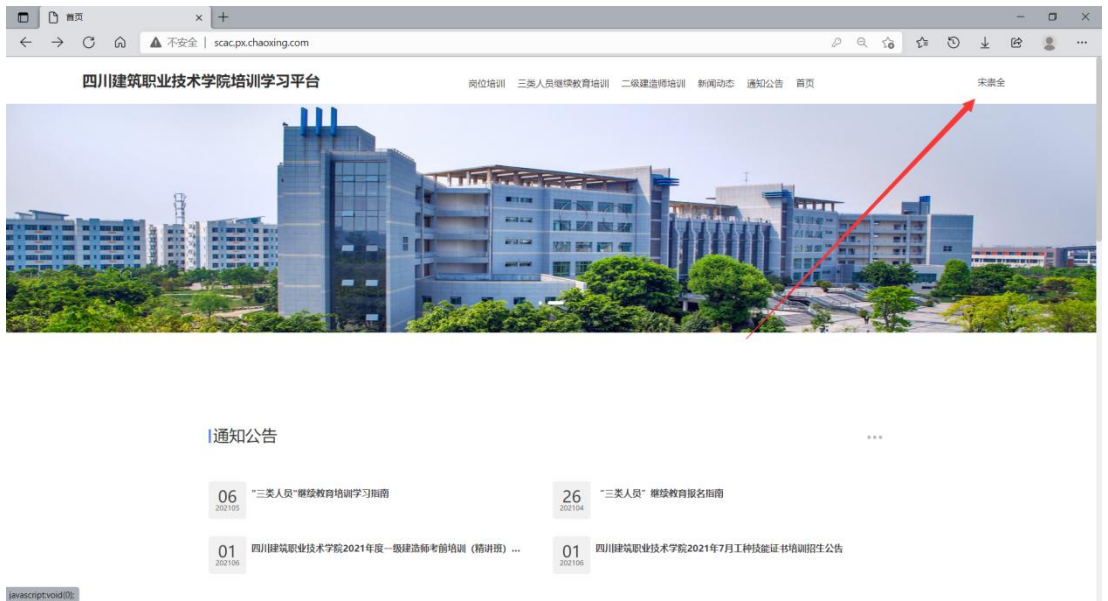 首页
不安全 | scac.px.chaoxing.com
四川建筑职业技术学院培训学习平台
岗位培训 三类人员继续教育培训 二级建造师培训 新闻动态 通知公告 首页
宋崇全
通知公告
06
202105
"三类人员"继续教育培训学习指南
26
202104
"三类人员" 继续教育报名指南
01
202106
四川建筑职业技术学院2021年度一级建造师考前培训（精讲班）...
01
202106
四川建筑职业技术学院2021年7月工种技能证书培训招生公告
javascript:void(0);